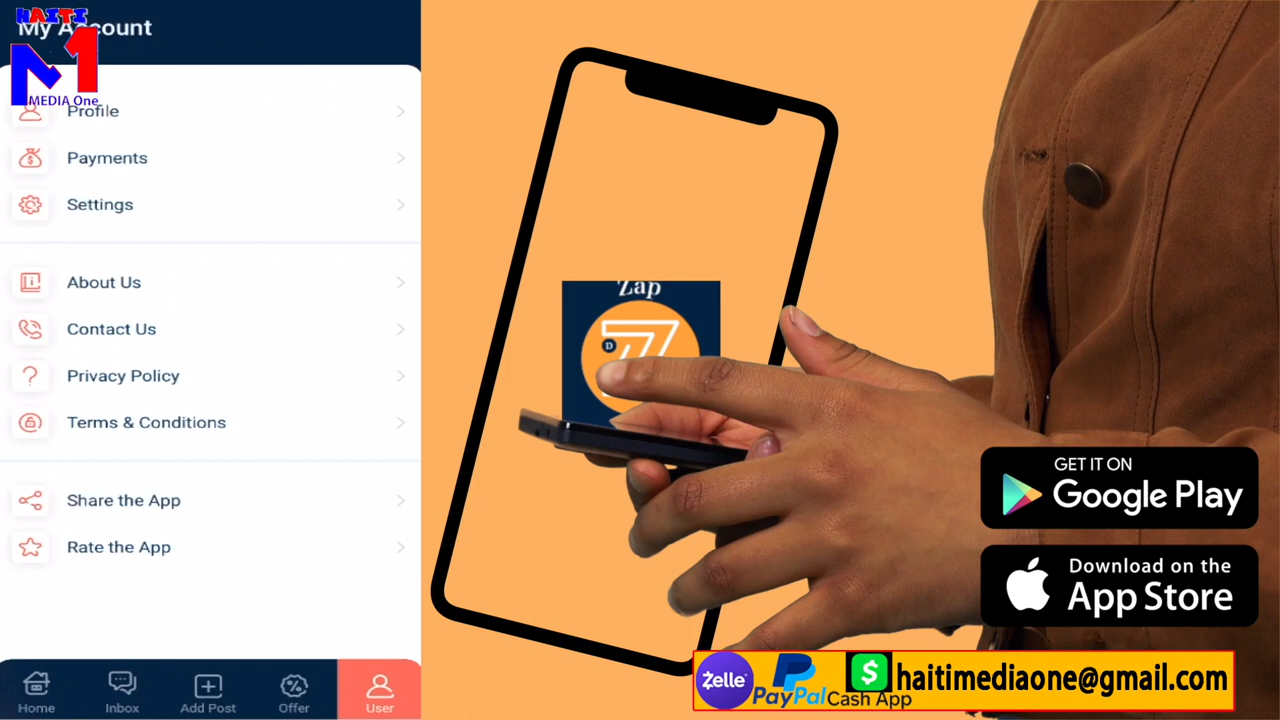 HAITI
My Account
M1
MEDIA One
Profile
Payments
Settings
About Us
Contact Us
Privacy Policy
Terms & Conditions
Share the App
Rate the App
Home
Inbox
Add Post
Offer
User
Zap
D
Z
GET IT ON
Google Play
Download on the
App Store
Zelle
PayPal
$
Cash App
haitimediaone@gmail.com